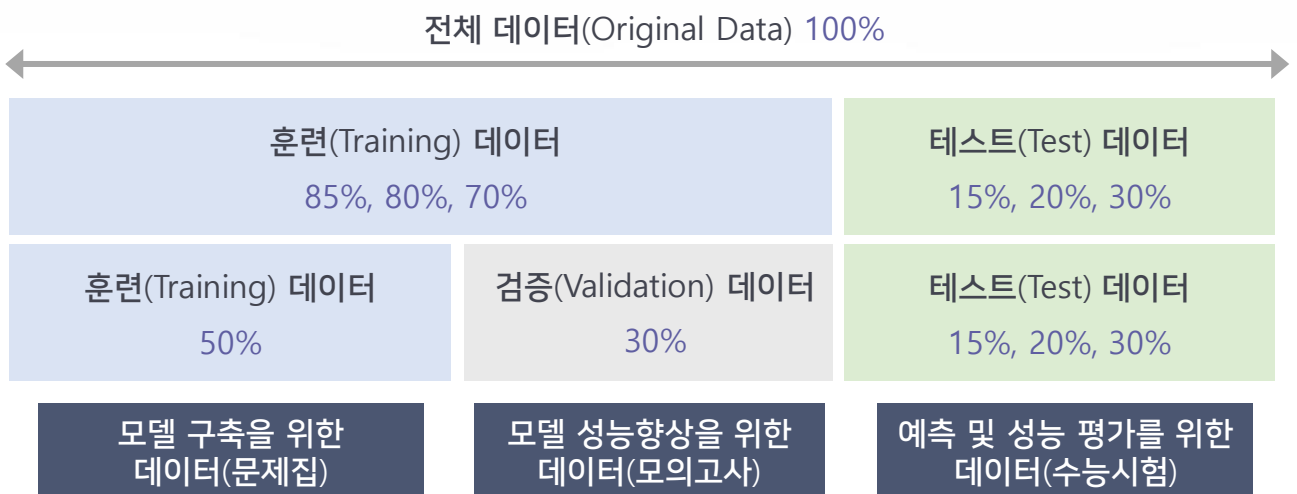 전체 데이터(Original Data) 100%
훈련(Training) 데이터
85%, 80%, 70%
테스트(Test) 데이터
15%, 20%, 30%
훈련(Training) 데이터
50%
검증(Validation) 데이터
30%
테스트(Test) 데이터
15%, 20%, 30%
모델 구축을 위한
데이터(문제집)
모델 성능향상을 위한
데이터(모의고사)
예측 및 성능 평가를 위한
데이터(수능시험)